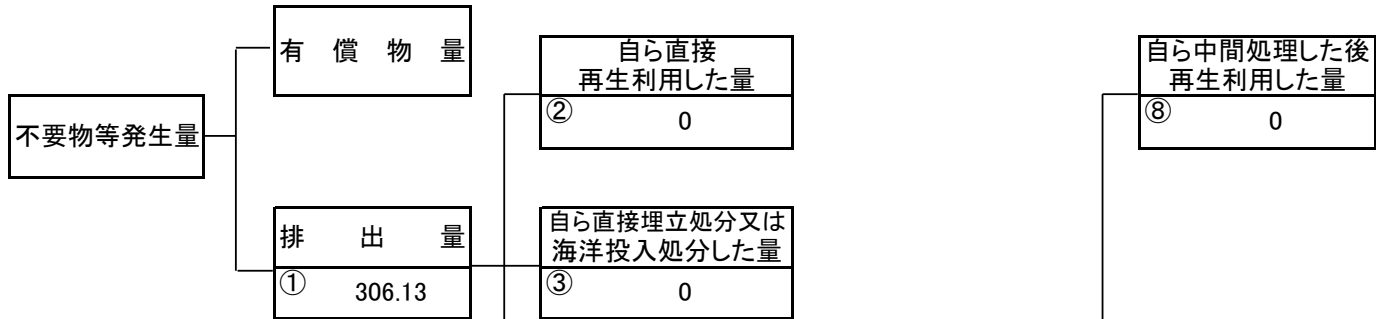 有償物量
自ら直接
再生利用した量
② 0
自ら中間処理した後
再生利用した量
⑧ 0
不要物等発生量
排出量
① 306.13
自ら直接埋立処分又は
海洋投入処分した量
③ 0